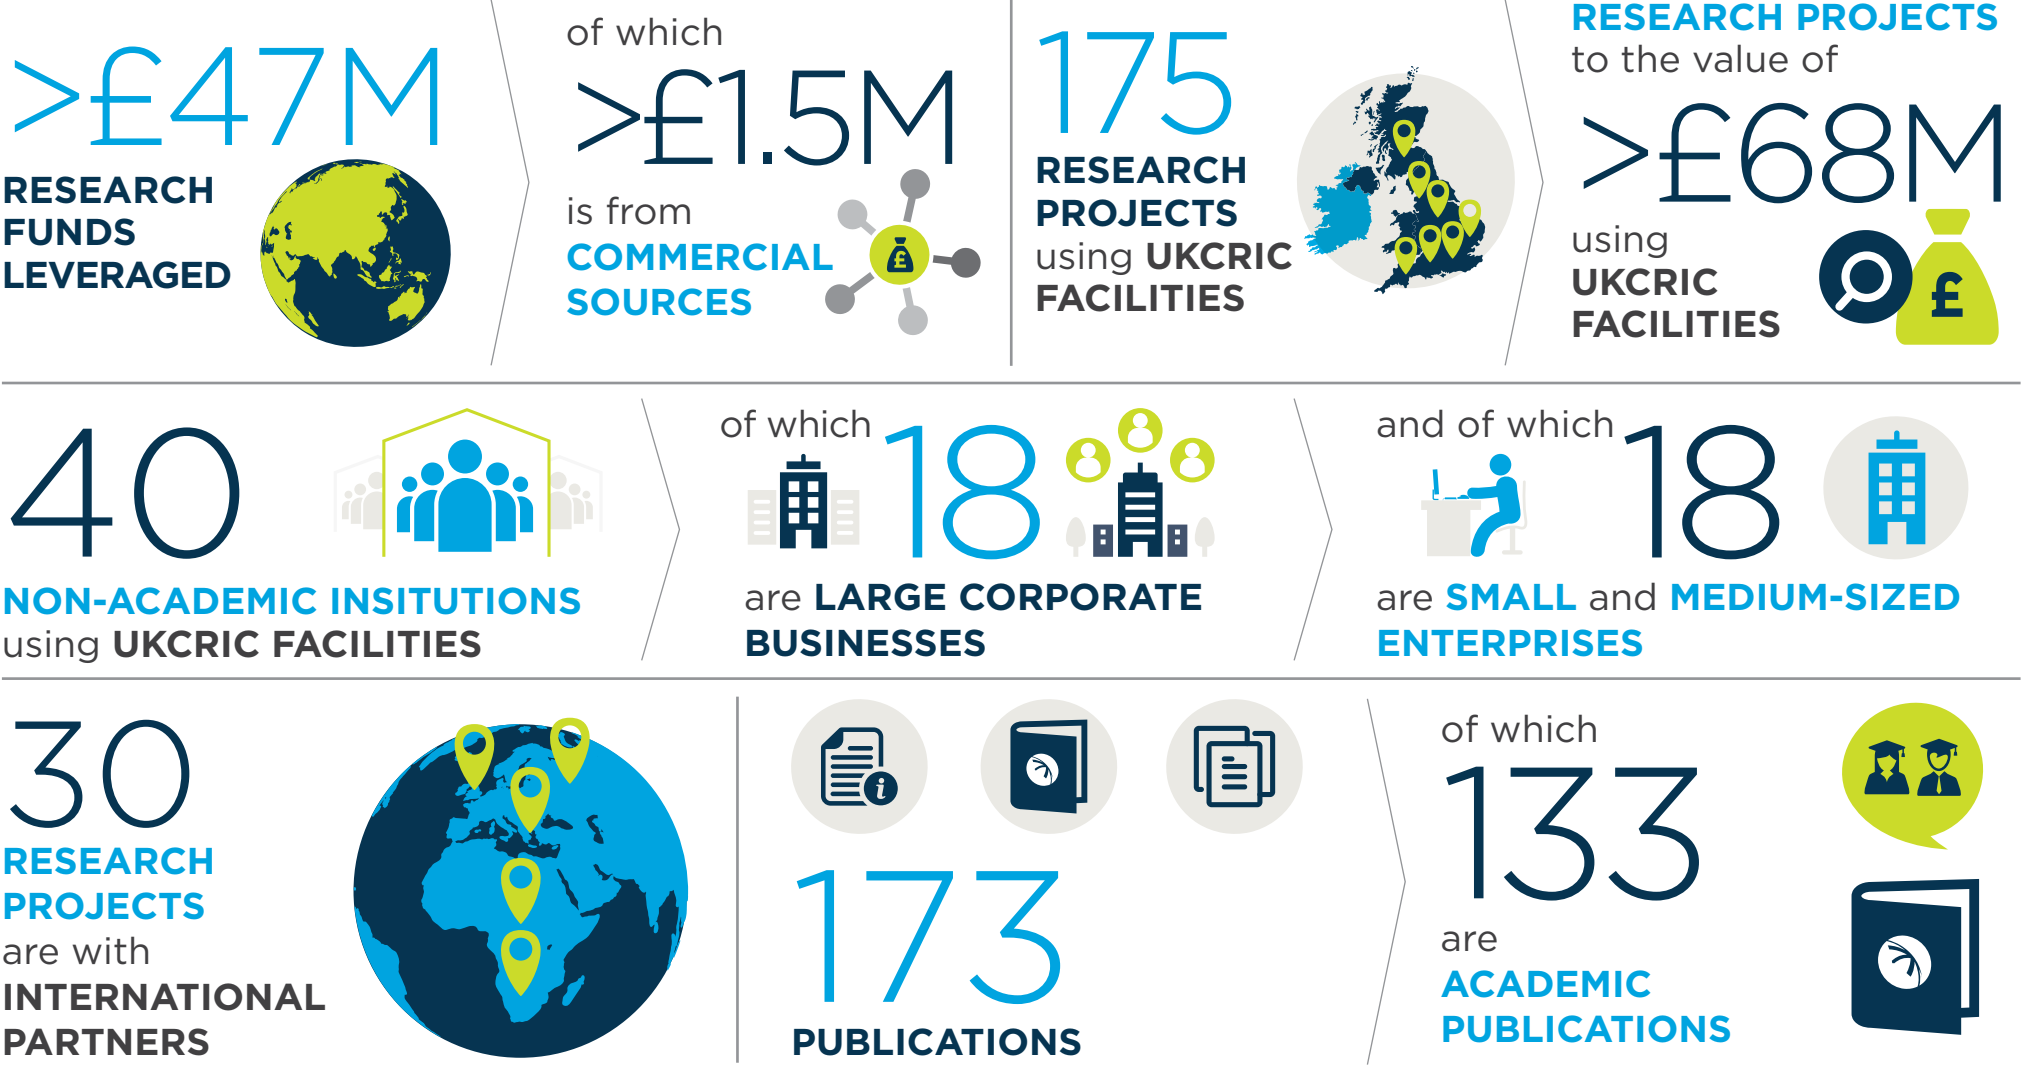 >£47M
RESEARCH
FUNDS
LEVERAGED
of which
>£1.5M
is from
COMMERCIAL
SOURCES
£
175
RESEARCH
PROJECTS
using UKCRIC
FACILITIES
RESEARCH PROJECTS
to the value of
>£68M
using
UKCRIC
FACILITIES
£
40
NON-ACADEMIC INSITUTIONS
using UKCRIC FACILITIES
of which 18
are LARGE CORPORATE
BUSINESSES
and of which 18
are SMALL and MEDIUM-SIZED
ENTERPRISES
30
RESEARCH
PROJECTS
are with
INTERNATIONAL
PARTNERS
i
173
PUBLICATIONS
of which
133
are
ACADEMIC
PUBLICATIONS